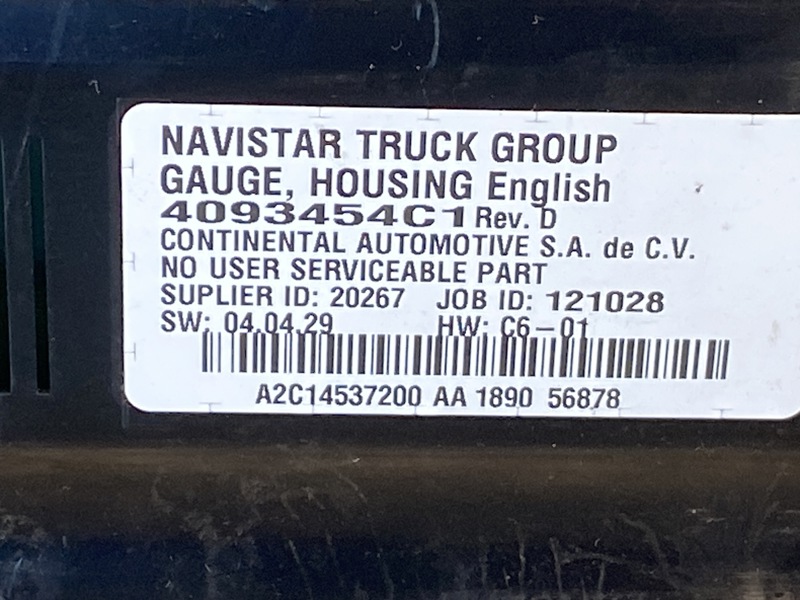 NAVISTAR TRUCK GROUP
GAUGE, HOUSING English
4093454C1 Rev. D
CONTINENTAL AUTOMOTIVE S.A. de C.V.
NO USER SERVICEABLE PART
SUPLIER ID: 20267 JOB ID: 121028
SW: 04.04.29 HW: C6-01
A2C14537200 AA 1890 56878